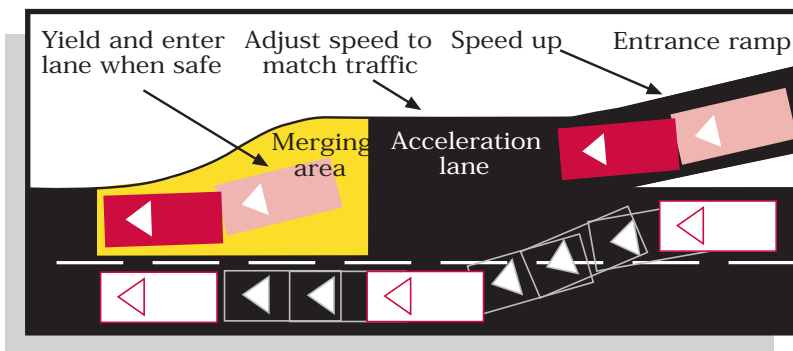 Yield and enter
lane when safe
Adjust speed to
match traffic
Speed up
Entrance ramp
Merging
area
Acceleration
lane